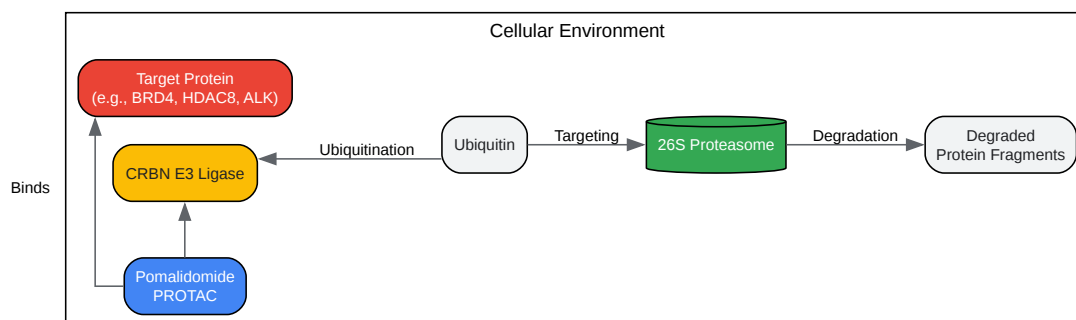 Cellular Environment
Target Protein
(e.g., BRD4, HDAC8, ALK)
Ubiquitination
Ubiquitin
Targeting
26S Proteasome
Degradation
Degraded
Protein Fragments
CRBN E3 Ligase
Binds
Pomalidomide
PROTAC